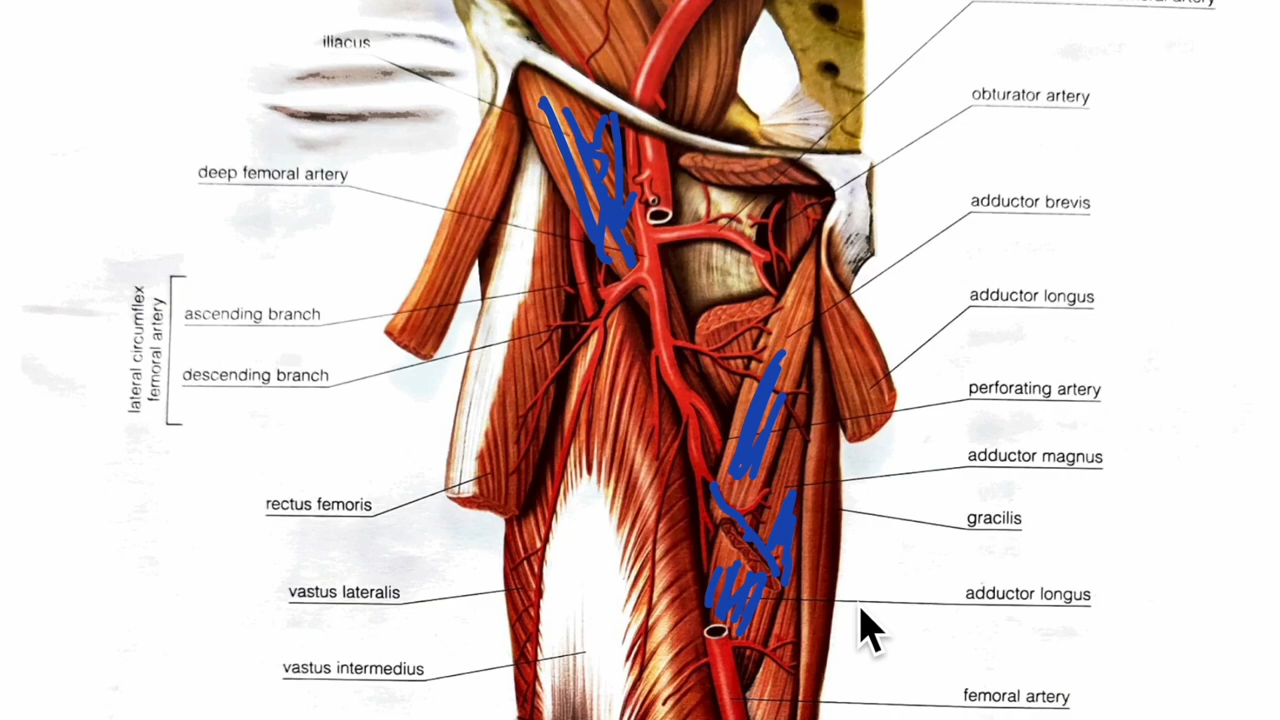 iliacus
artery
obturator artery
deep femoral artery
adductor brevis
lateral circumflex
femoral artery
ascending branch
adductor longus
descending branch
perforating artery
adductor magnus
rectus femoris
gracilis
vastus lateralis
adductor longus
vastus intermedius
femoral artery